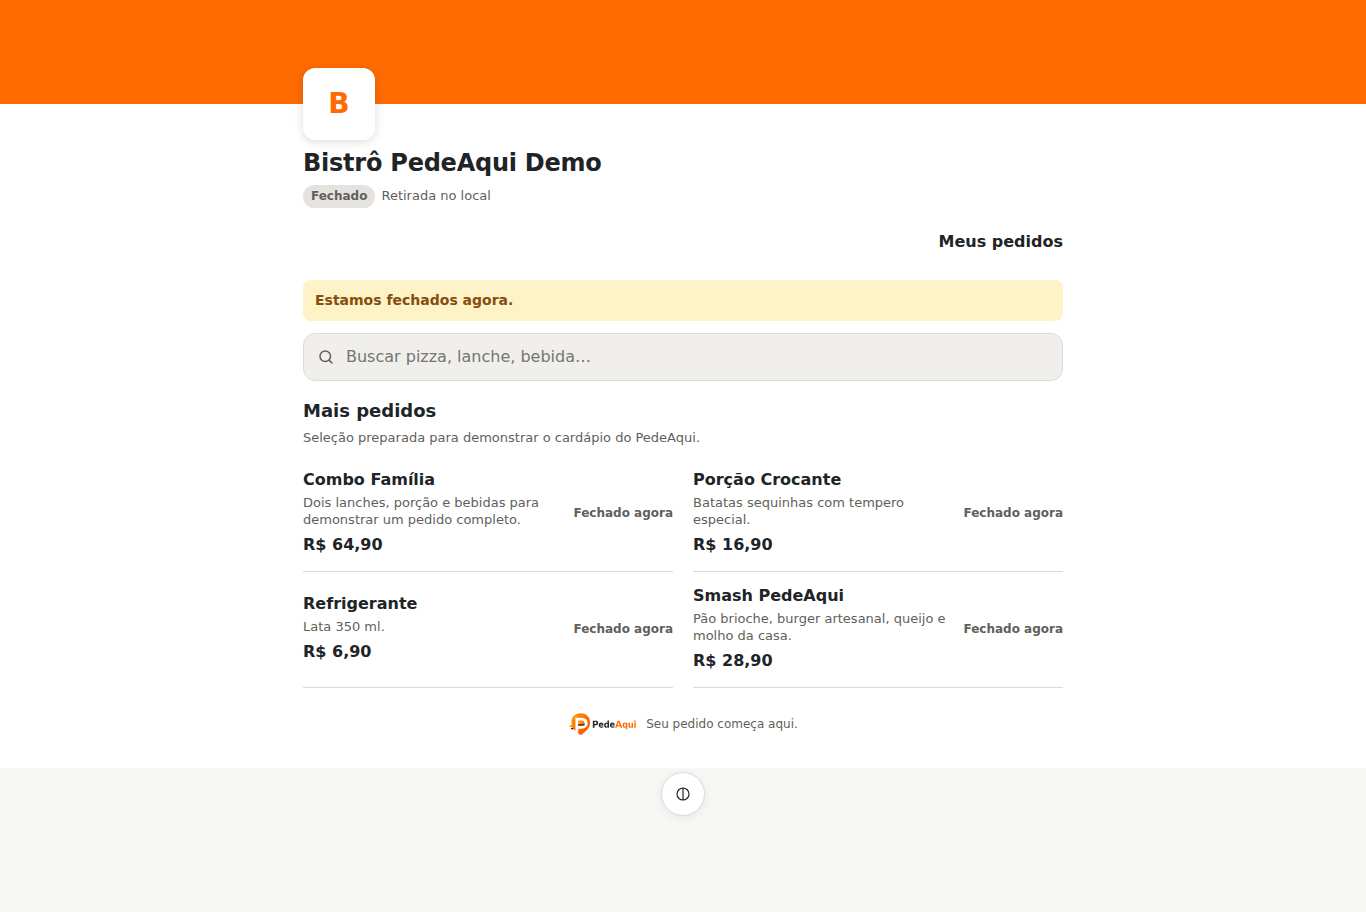 B
Bistrô PedeAqui Demo
Fechado Retirada no local
Meus pedidos
Estamos fechados agora.
Buscar pizza, lanche, bebida...
Mais pedidos
Seleção preparada para demonstrar o cardápio do PedeAqui.
Combo Família
Dois lanches, porção e bebidas para
demonstrar um pedido completo.
R$ 64,90
Fechado agora
Porção Crocante
Batatas sequinhas com tempero
especial.
R$ 16,90
Fechado agora
Refrigerante
Lata 350 ml.
R$ 6,90
Fechado agora
Smash PedeAqui
Pão brioche, burger artesanal, queijo e
molho da casa.
R$ 28,90
Fechado agora
PedeAqui Seu pedido começa aqui.